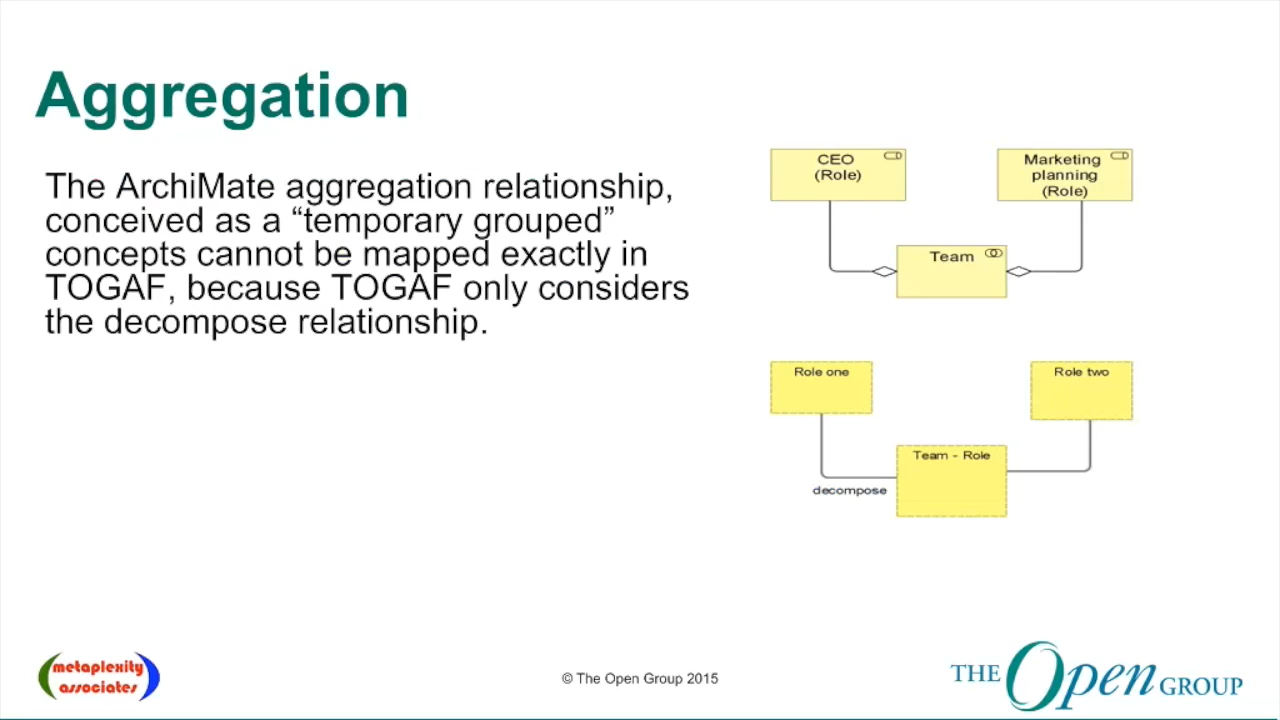 Aggregation
The ArchiMate aggregation relationship,
conceived as a “temporary grouped”
concepts cannot be mapped exactly in
TOGAF, because TOGAF only considers
the decompose relationship.
CEO
(Role)
Marketing
planning
(Role)
Team
Role one
Role two
Team - Role
decompose
metaplexity
associates
© The Open Group 2015
THE Open GROUP